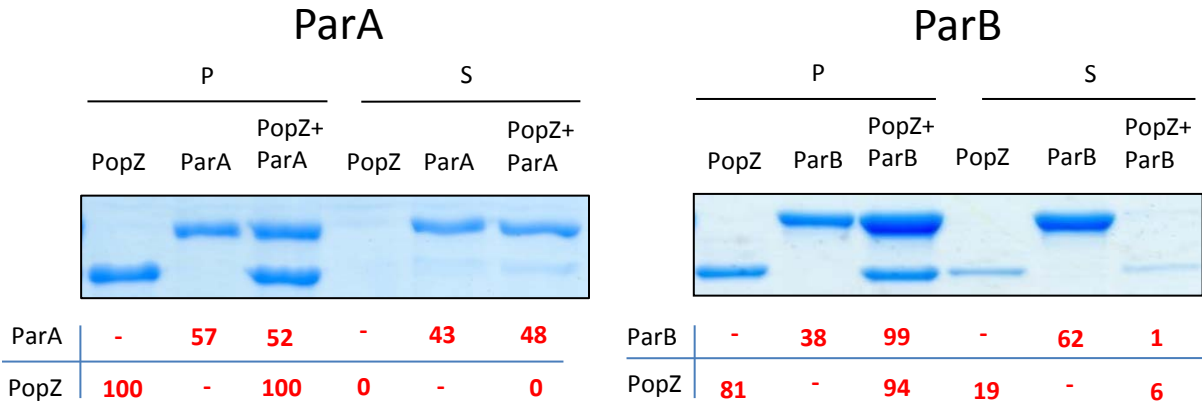 ParA
P S
PopZ ParA PopZ+ ParA PopZ ParA PopZ+ ParA
ParA - 57 52 - 43 48
PopZ 100 - 100 0 - 0
ParB
P S
PopZ ParB PopZ+ ParB PopZ ParB PopZ+ ParB
ParB - 38 99 - 62 1
PopZ 81 - 94 19 - 6